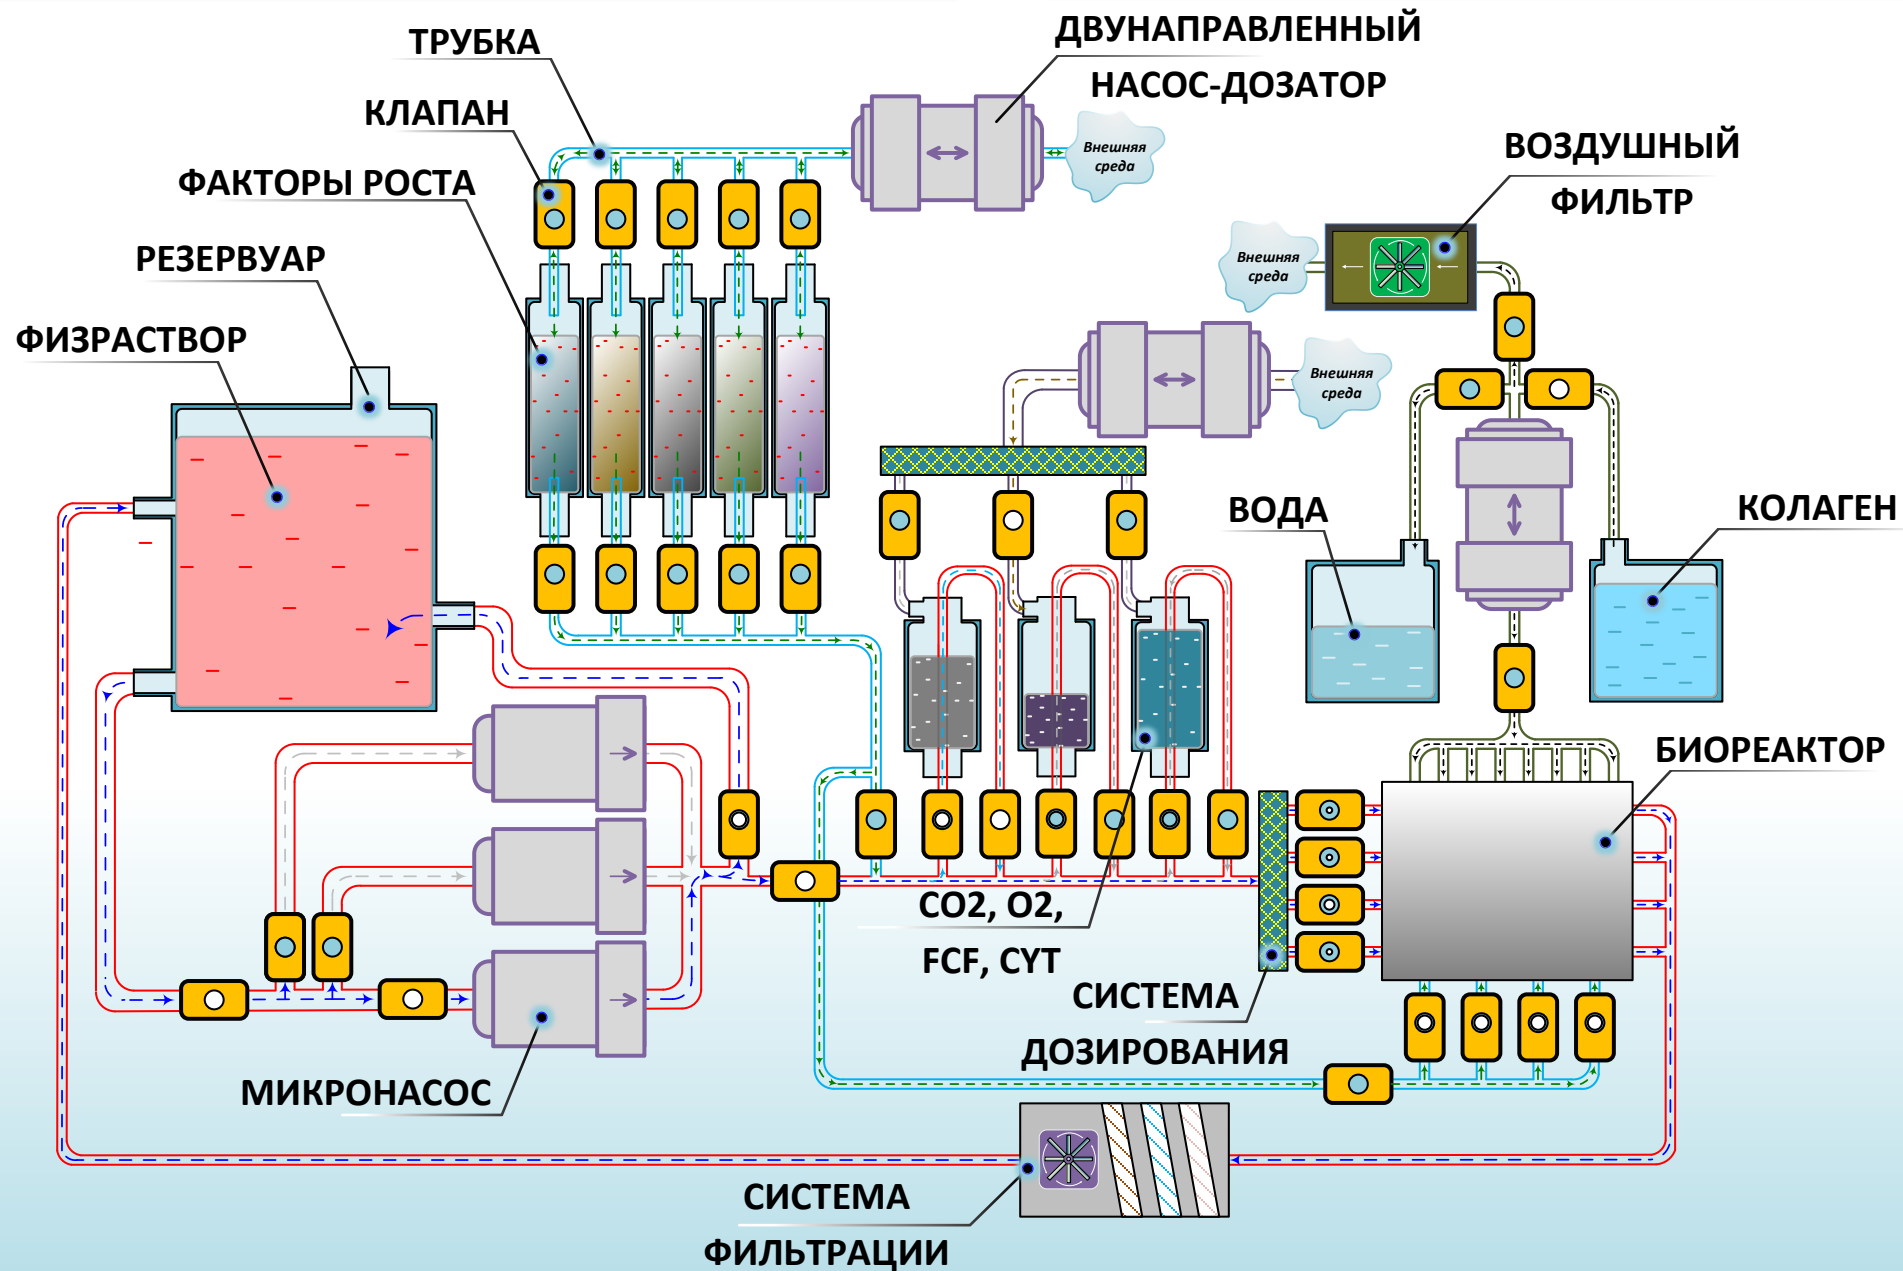 ТРУБКА
ДВУНАПРАВЛЕННЫЙ
НАСОС-ДОЗАТОР
КЛАПАН
Внешняя
среда
ВОЗДУШНЫЙ
ФИЛЬТР
ФАКТОРЫ РОСТА
РЕЗЕРВУАР
Внешняя
среда
ФИЗРАСТВОР
Внешняя
среда
ВОДА
КОЛАГЕН
БИОРЕАКТОР
CO2, O2,
FCF, CYT
СИСТЕМА
ДОЗИРОВАНИЯ
МИКРОНАСОС
СИСТЕМА
ФИЛЬТРАЦИИ